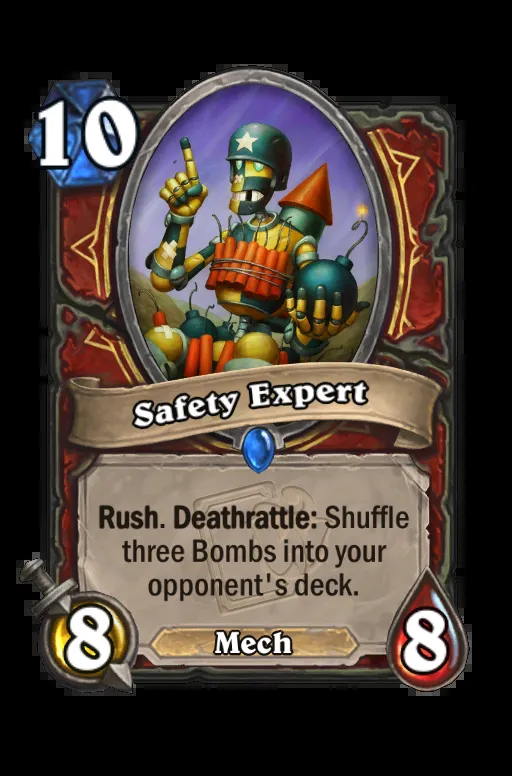 10
Safety Expert
Rush. Deathrattle: Shuffle
three Bombs into your
opponent's deck.
8
Mech
8